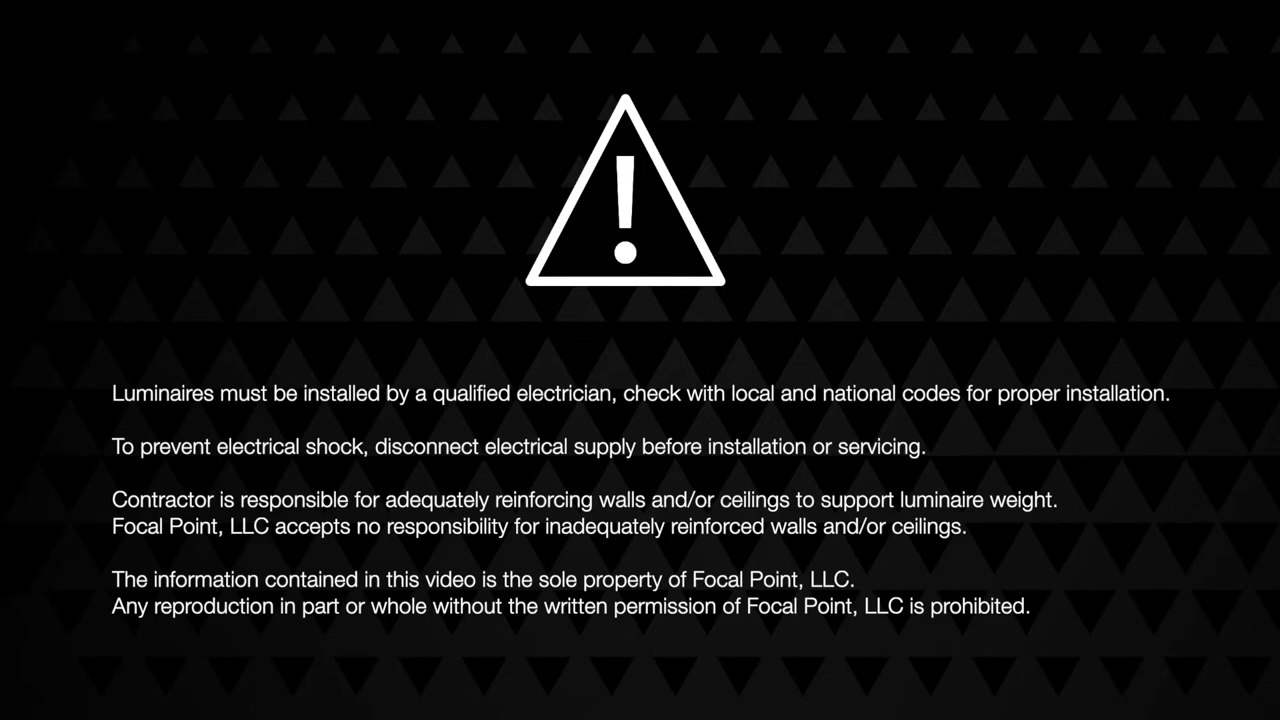 !
Luminaires must be installed by a qualified electrician, check with local and national codes for proper installation.
To prevent electrical shock, disconnect electrical supply before installation or servicing.
Contractor is responsible for adequately reinforcing walls and/or ceilings to support luminaire weight.
Focal Point, LLC accepts no responsibility for inadequately reinforced walls and/or ceilings.
The information contained in this video is the sole property of Focal Point, LLC.
Any reproduction in part or whole without the written permission of Focal Point, LLC is prohibited.